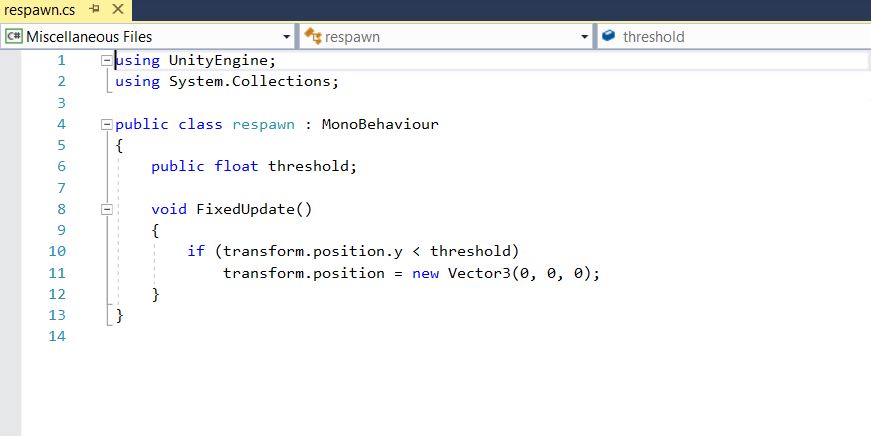 respawn.cs
C# Miscellaneous Files respawn threshold
1 using UnityEngine;
2 using System.Collections;
3
4 public class respawn : MonoBehaviour
5 {
6     public float threshold;
7
8     void FixedUpdate()
9     {
10         if (transform.position.y < threshold)
11             transform.position = new Vector3(0, 0, 0);
12     }
13 }
14